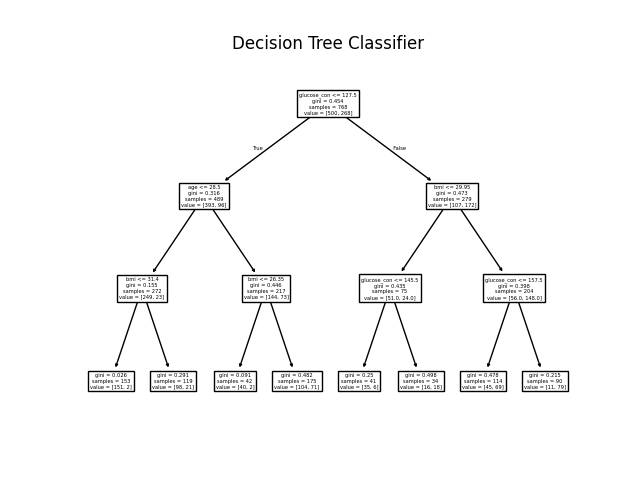 Decision Tree Classifier
glucose_con <= 127.5
gini = 0.454
samples = 768
value = [500, 268]
True
False
age <= 28.5
gini = 0.316
samples = 489
value = [393, 96]
bmi <= 29.95
gini = 0.473
samples = 279
value = [107, 172]
bmi <= 31.4
gini = 0.155
samples = 272
value = [249, 23]
bmi <= 26.35
gini = 0.446
samples = 217
value = [144, 73]
glucose_con <= 145.5
gini = 0.435
samples = 75
value = [51.0, 24.0]
glucose_con <= 157.5
gini = 0.398
samples = 204
value = [56.0, 148.0]
gini = 0.026
samples = 153
value = [151, 2]
gini = 0.291
samples = 119
value = [98, 21]
gini = 0.091
samples = 42
value = [40, 2]
gini = 0.482
samples = 175
value = [104, 71]
gini = 0.25
samples = 41
value = [35, 6]
gini = 0.498
samples = 34
value = [16, 18]
gini = 0.478
samples = 114
value = [45, 69]
gini = 0.215
samples = 90
value = [11, 79]